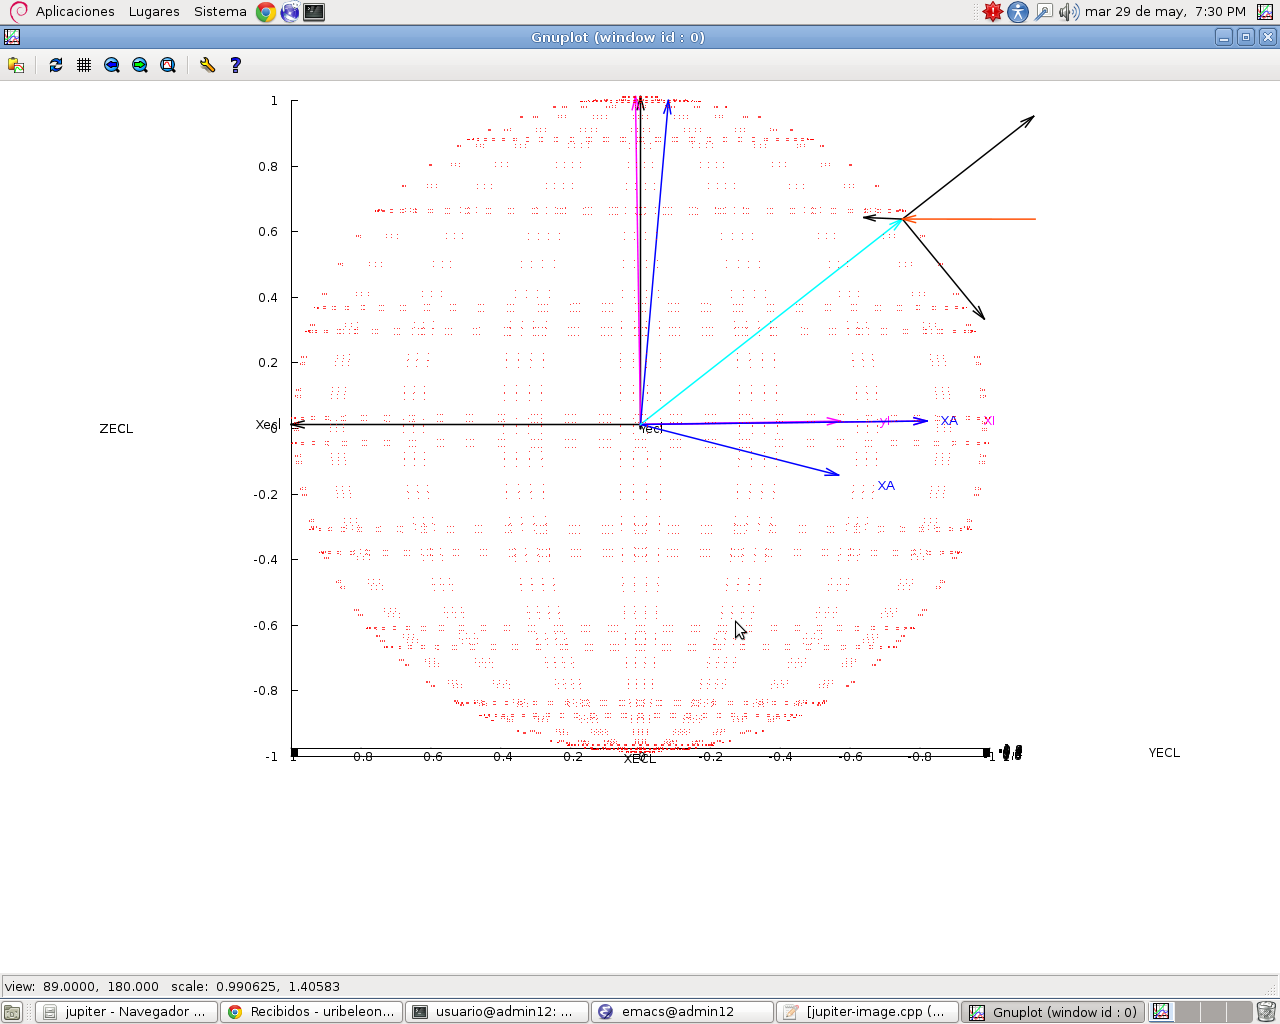 Aplicaciones Lugares Sistema mar 29 de may, 7:30 PM
Gnuplot (window id : 0)
1
0.8
0.6
0.4
0.2
ZECL Xecl 0 Yecl yI XA XI
XA
-0.2
-0.4
-0.6
-0.8
-1 1 0.8 0.6 0.4 0.2 0 -0.2 -0.4 -0.6 -0.8 -1 YECL
XECL
view: 89.0000, 180.000 scale: 0.990625, 1.40583
jupiter - Navegador ... Recibidos - uribeleon... usuario@admin12: ... emacs@admin12 [jupiter-image.cpp (... Gnuplot (window id : 0)